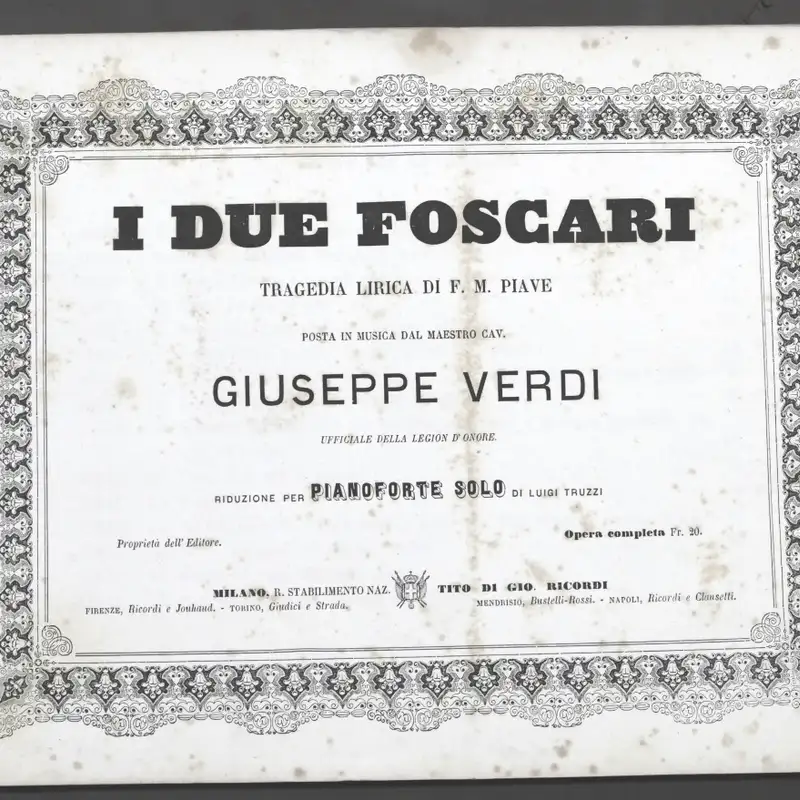 I DUE FOSCARI
TRAGEDIA LIRICA DI F. M. PIAVE
POSTA IN MUSICA DAL MAESTRO CAV.
GIUSEPPE VERDI
UFFICIALE DELLA LEGION D'ONORE.
RIDUZIONE PER PIANOFORTE SOLO DI LUIGI TRUZZI
Proprietà dell'Editore.
Opera completa Fr. 20.
MILANO, R. STABILIMENTO NAZ. TITO DI GIO. RICORDI
FIRENZE, Ricordi e Jouhaud. - TORINO, Giudici e Strada.
MENDRISIO, Bustelli-Rossi. - NAPOLI, Ricordi e Clausetti.